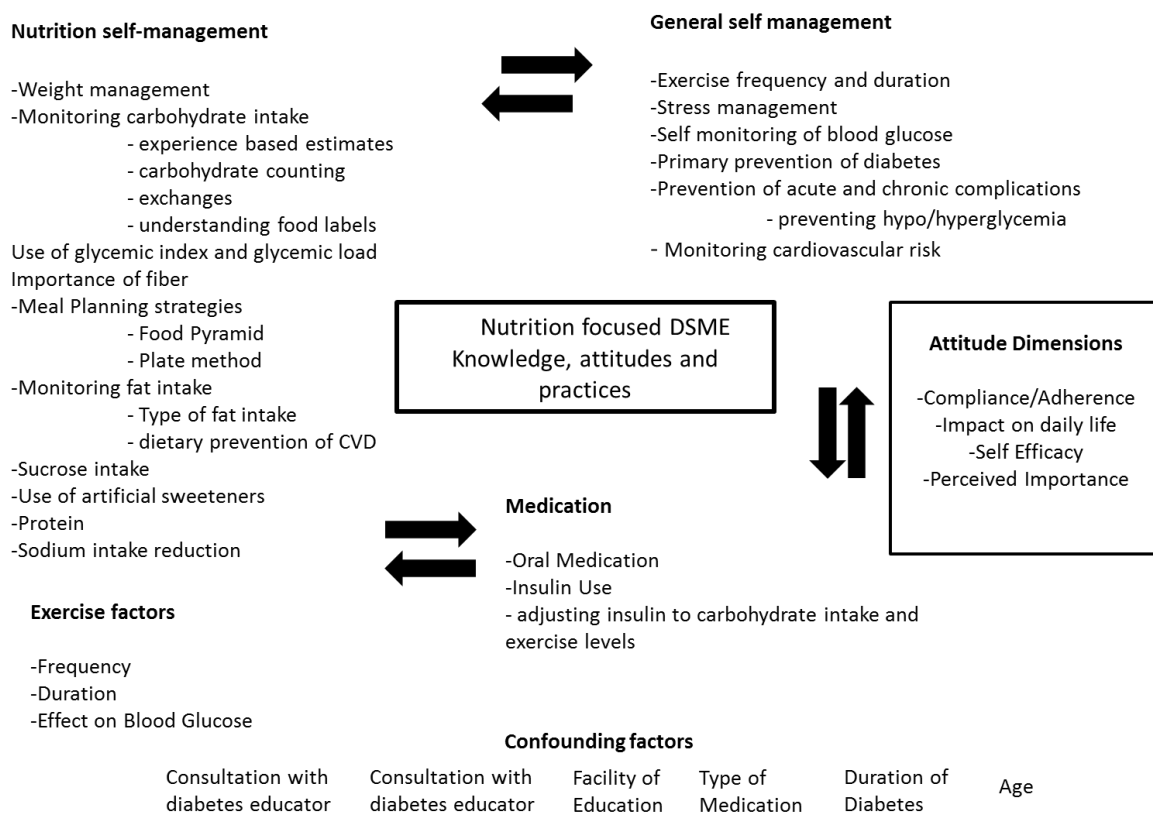 Nutrition self-management
-Weight management
-Monitoring carbohydrate intake
- experience based estimates
- carbohydrate counting
- exchanges
- understanding food labels
Use of glycemic index and glycemic load
Importance of fiber
-Meal Planning strategies
- Food Pyramid
- Plate method
-Monitoring fat intake
- Type of fat intake
- dietary prevention of CVD
-Sucrose intake
-Use of artificial sweeteners
-Protein
-Sodium intake reduction
General self management
-Exercise frequency and duration
-Stress management
-Self monitoring of blood glucose
-Primary prevention of diabetes
-Prevention of acute and chronic complications
- preventing hypo/hyperglycemia
- Monitoring cardiovascular risk
Nutrition focused DSME
Knowledge, attitudes and
practices
Attitude Dimensions
-Compliance/Adherence
-Impact on daily life
-Self Efficacy
-Perceived Importance
Medication
-Oral Medication
-Insulin Use
- adjusting insulin to carbohydrate intake and
exercise levels
Exercise factors
-Frequency
-Duration
-Effect on Blood Glucose
Confounding factors
Consultation with
diabetes educator
Consultation with
diabetes educator
Facility of
Education
Type of
Medication
Duration of
Diabetes
Age